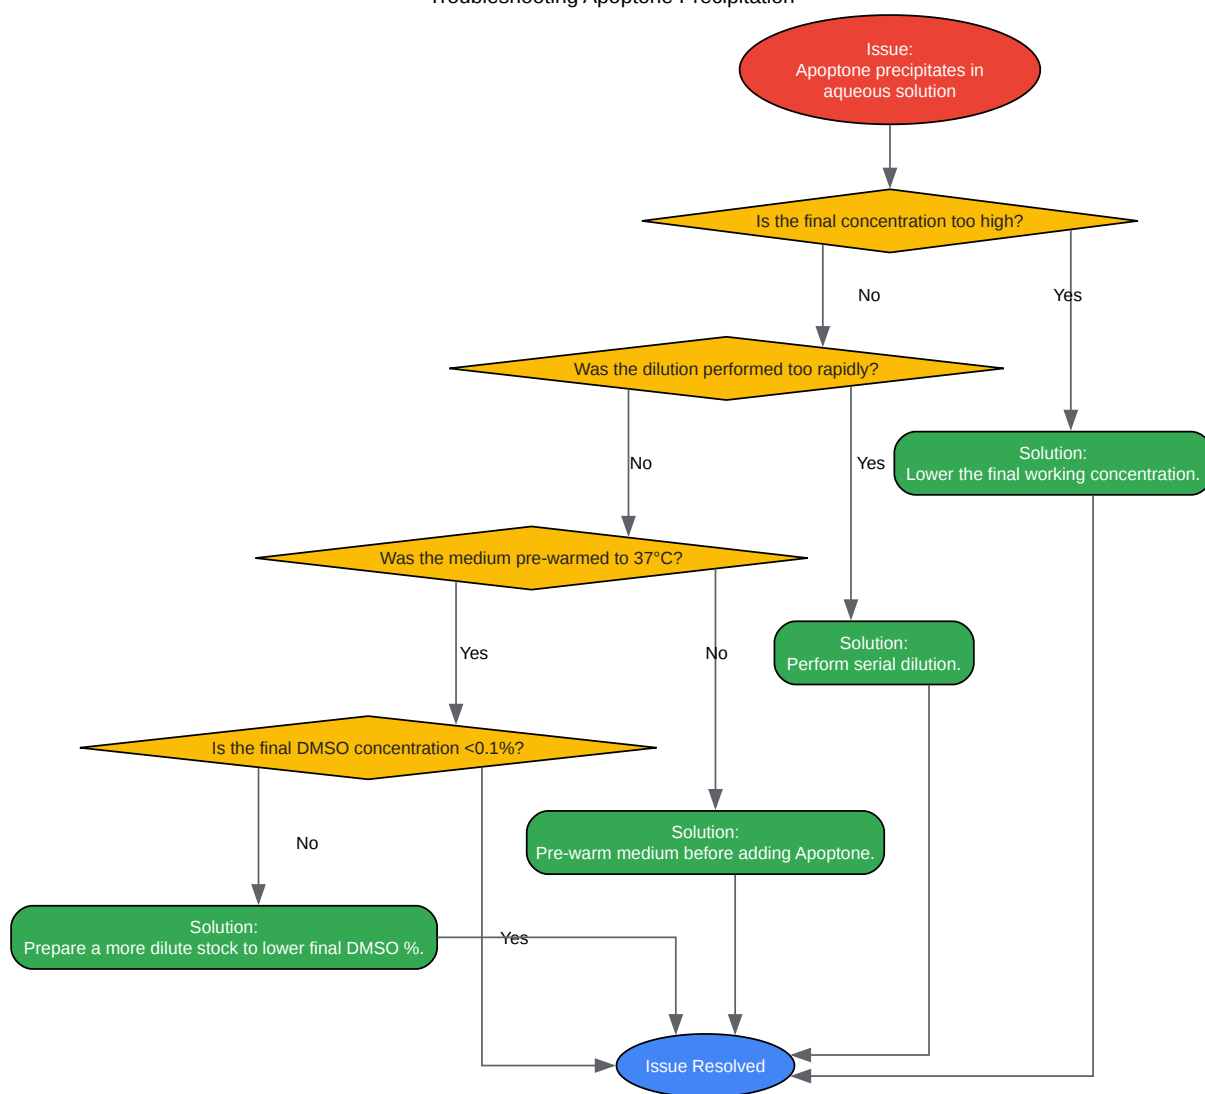 Troubleshooting Apoptone Precipitation
Issue:
Apoptone precipitates in
aqueous solution
Is the final concentration too high?
No
Yes
Was the dilution performed too rapidly?
No
Yes
Solution:
Lower the final working concentration.
Was the medium pre-warmed to 37°C?
Yes
No
Solution:
Perform serial dilution.
Is the final DMSO concentration <0.1%?
No
Solution:
Pre-warm medium before adding Apoptone.
Solution:
Prepare a more dilute stock to lower final DMSO %.
Yes
Issue Resolved